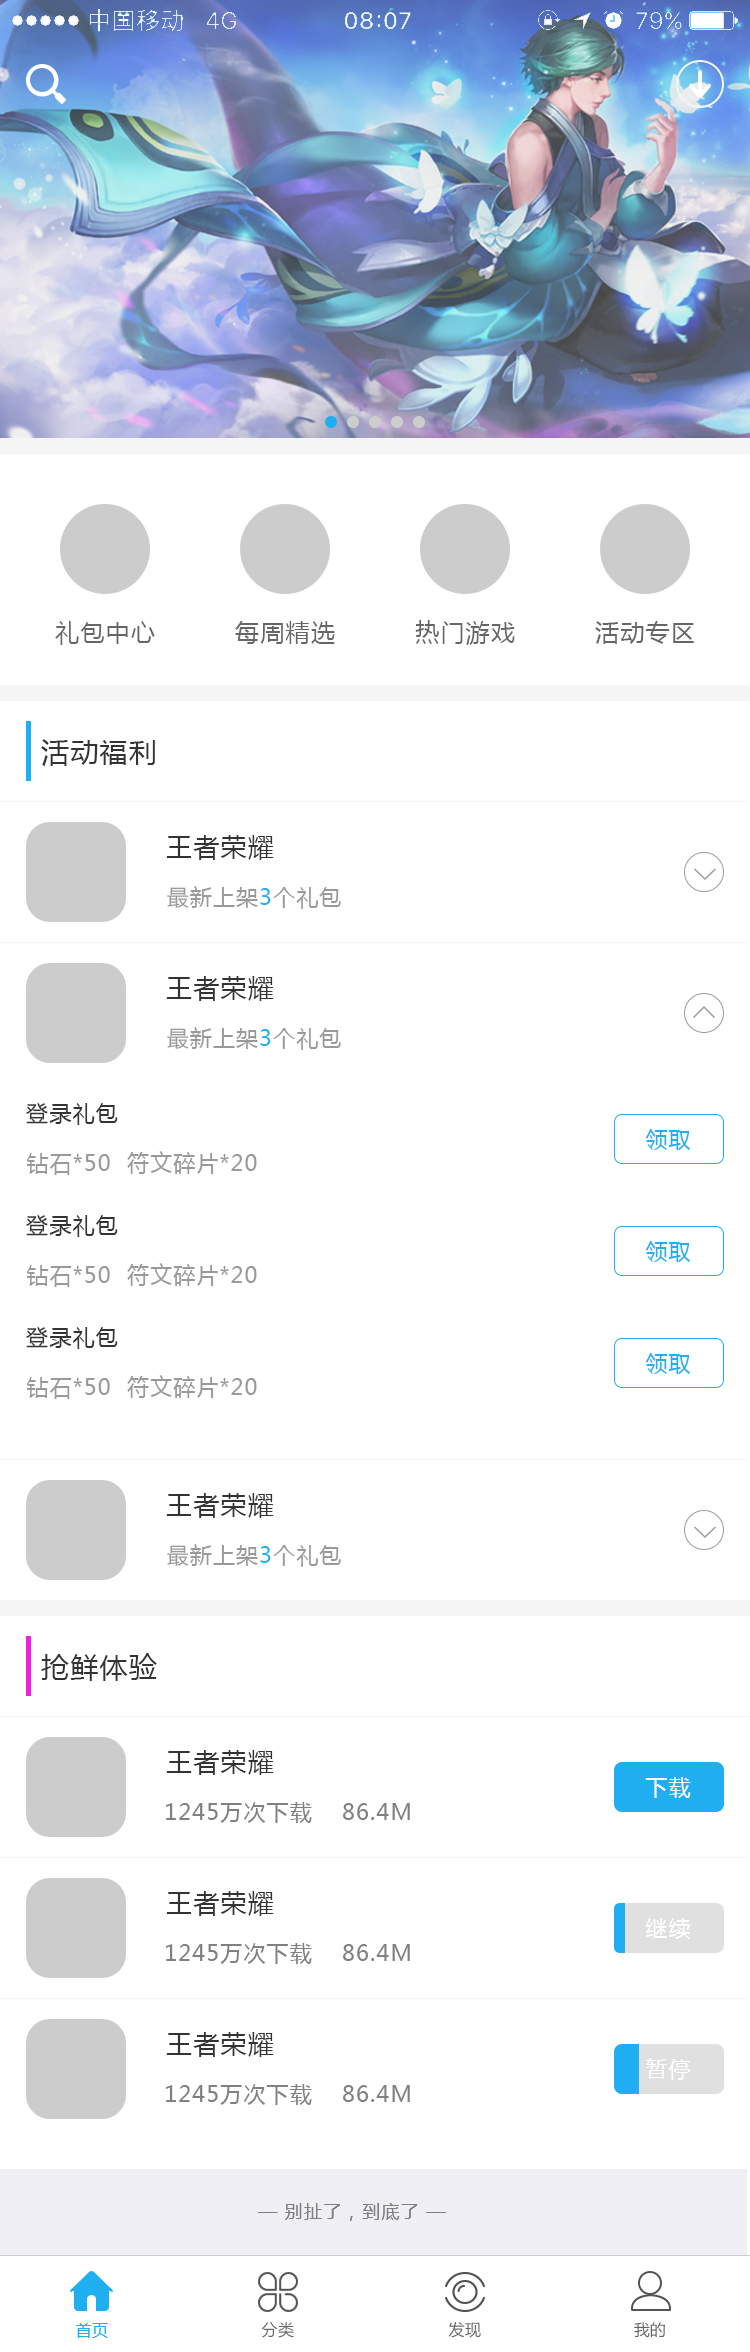 中国移动 4G 08:07 79%
礼包中心 每周精选 热门游戏 活动专区
活动福利
王者荣耀
最新上架3个礼包
王者荣耀
最新上架3个礼包
登录礼包
钻石*50 符文碎片*20
领取
登录礼包
钻石*50 符文碎片*20
领取
登录礼包
钻石*50 符文碎片*20
领取
王者荣耀
最新上架3个礼包
抢鲜体验
王者荣耀
1245万次下载 86.4M
下载
王者荣耀
1245万次下载 86.4M
继续
王者荣耀
1245万次下载 86.4M
暂停
— 别扯了，到底了 —
首页 分类 发现 我的